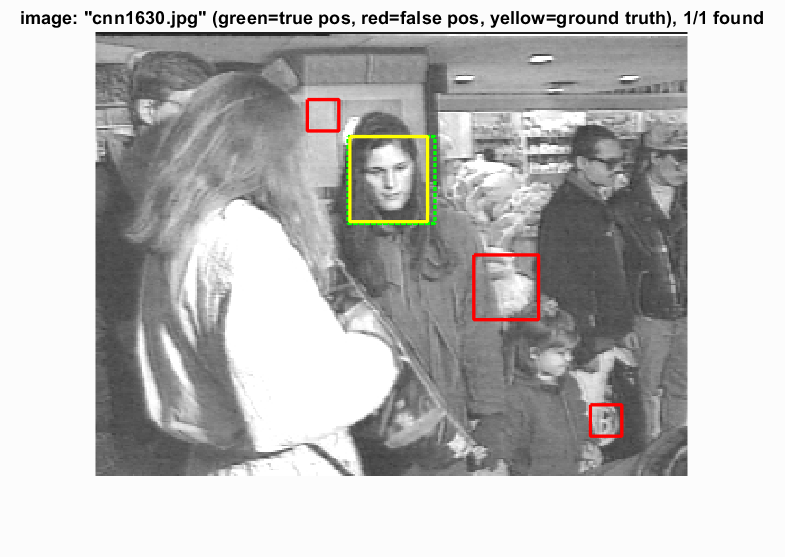 image: "cnn1630.jpg" (green=true pos, red=false pos, yellow=ground truth), 1/1 found